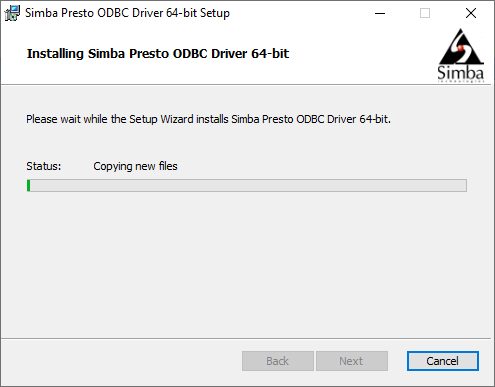 Simba Presto ODBC Driver 64-bit Setup
Installing Simba Presto ODBC Driver 64-bit
Simba
technologies
Please wait while the Setup Wizard installs Simba Presto ODBC Driver 64-bit.
Status: Copying new files
Back Next Cancel